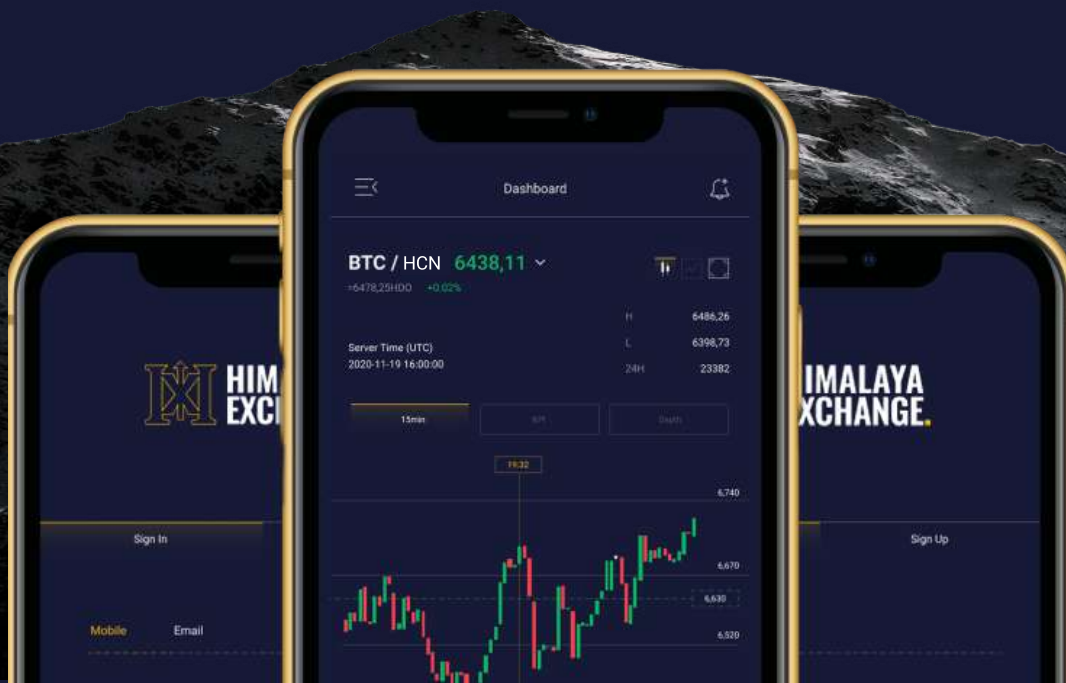 Dashboard
BTC / HCN 6438,11
≈6478,25HDO +0,02%
H 6486,26
L 6398,73
24H 23382
Server Time (UTC)
2020-11-19 16:00:00
15min
Depth
19:32
6,740
6,670
6,630
6,520
HIM
EXC
Sign In
Mobile Email
IMALAYA
XCHANGE.
Sign Up